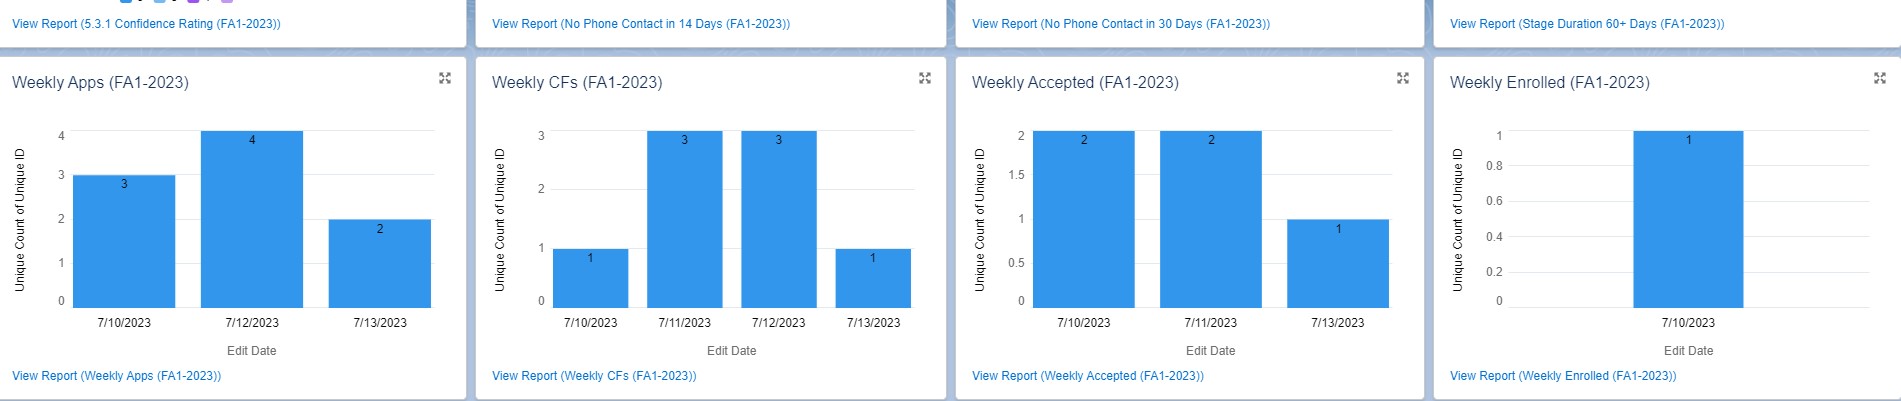 View Report (5.3.1 Confidence Rating (FA1-2023))
View Report (No Phone Contact in 14 Days (FA1-2023))
View Report (No Phone Contact in 30 Days (FA1-2023))
View Report (Stage Duration 60+ Days (FA1-2023))
Weekly Apps (FA1-2023)
Unique Count of Unique ID
4
3
2
1
0
3
4
2
7/10/2023 7/12/2023 7/13/2023
Edit Date
View Report (Weekly Apps (FA1-2023))
Weekly CFs (FA1-2023)
Unique Count of Unique ID
3
2
1
0
1
3
3
1
7/10/2023 7/11/2023 7/12/2023 7/13/2023
Edit Date
View Report (Weekly CFs (FA1-2023))
Weekly Accepted (FA1-2023)
Unique Count of Unique ID
2
1.5
1
0.5
0
2
2
1
7/10/2023 7/11/2023 7/13/2023
Edit Date
View Report (Weekly Accepted (FA1-2023))
Weekly Enrolled (FA1-2023)
Unique Count of Unique ID
1
0.8
0.6
0.4
0.2
0
1
7/10/2023
Edit Date
View Report (Weekly Enrolled (FA1-2023))